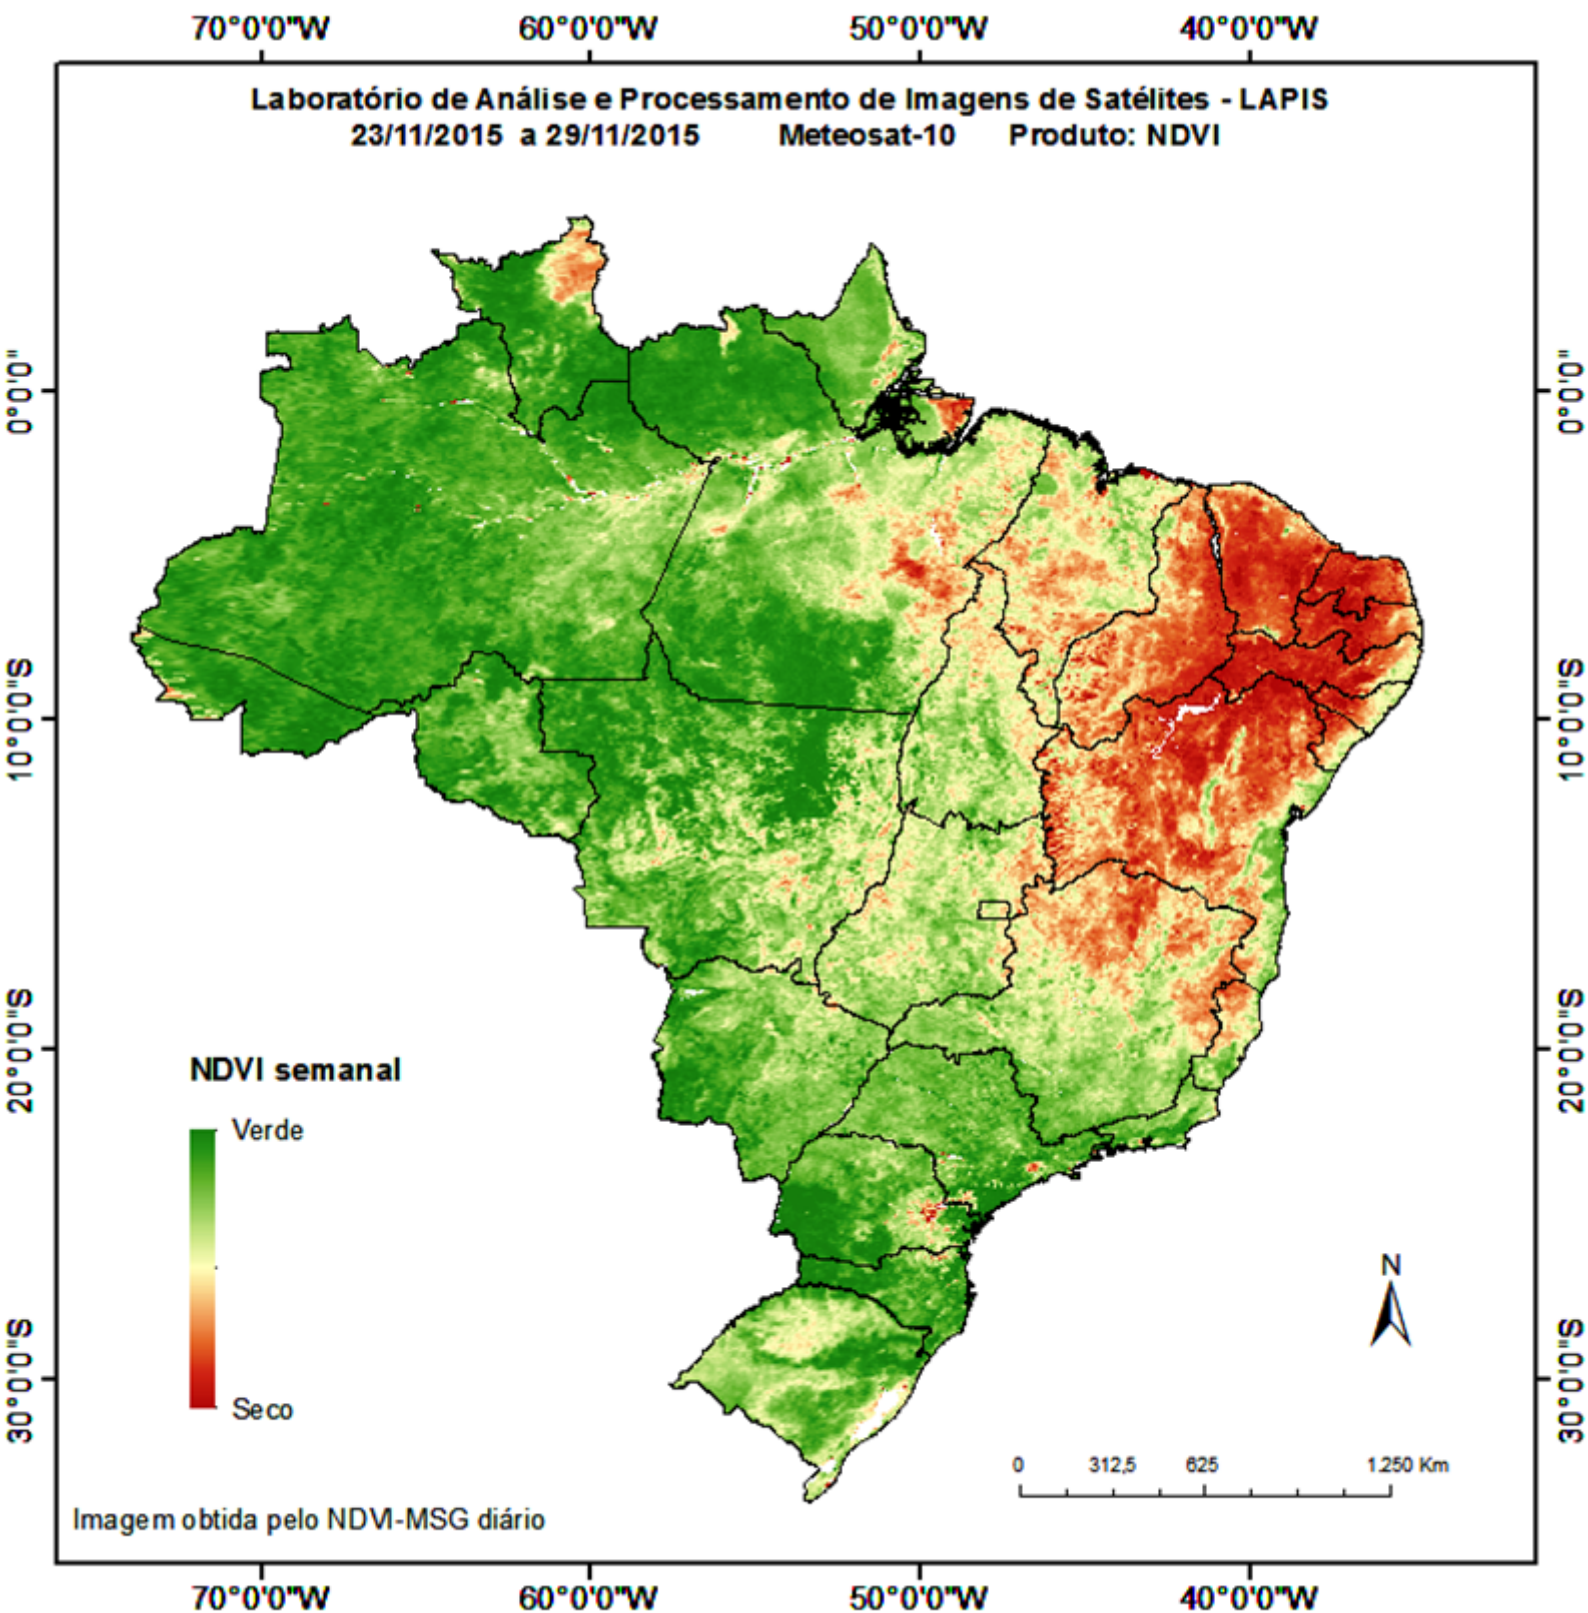 70°0'0"W 60°0'0"W 50°0'0"W 40°0'0"W
Laboratório de Análise e Processamento de Imagens de Satélites - LAPIS
23/11/2015 a 29/11/2015 Meteosat-10 Produto: NDVI
0°0'0" 0°0'0"
10°0'0"S 10°0'0"S
20°0'0"S 20°0'0"S
NDVI semanal
Verde
Seco
N
30°0'0"S 30°0'0"S
0 312,5 625 1.250 Km
Imagem obtida pelo NDVI-MSG diário
70°0'0"W 60°0'0"W 50°0'0"W 40°0'0"W